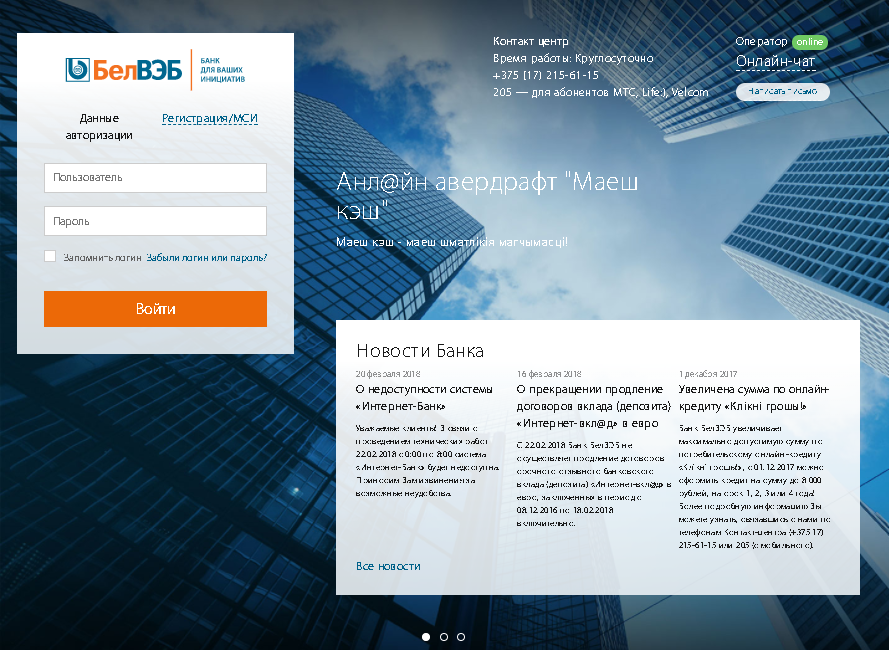 БелВЭБ
БАНК
ДЛЯ ВАШИХ
ИНИЦИАТИВ
Данные
авторизации
Регистрация/МСИ
Пользователь
Пароль
Запомнить логин Забыли логин или пароль?
Войти
Контакт центр
Время работы: Круглосуточно
+375 (17) 215-61-15
205 — для абонентов МТС, Life:), Velcom
Оператор online
Онлайн-чат
Написать письмо
Анл@йн авердрафт "Маеш
кэш"
Маеш кэш - маеш шматлікія магчымасці!
Новости Банка
20 февраля 2018
О недоступности системы
«Интернет-Банк»
Уважаемые клиенты! В связи с
проведением технических работ
22.02.2018 с 0:00 по 8:00 система
«Интернет-Банк» будет недоступна.
Приносим Вам извинения за
возможные неудобства.
16 февраля 2018
О прекращении продление
договоров вклада (депозита)
«Интернет-вкл@д» в евро
С 22.02.2018 Банк БелВЭБ не
осуществляет продление договоров
срочного отзывного банковского
вклада (депозита) «Интернет-вкл@д» в
евро, заключенных в период с
08.12.2016 по 18.02.2018
включительно.
1 декабря 2017
Увеличена сумма по онлайн-
кредиту «Клікні грошы!»
Банк БелВЭБ увеличивает
максимально допустимую сумму по
потребительскому онлайн-кредиту
«Клікні грошы!», с 01.12.2017 можно
оформить кредит на сумму до 8 000
рублей, на срок 1, 2, 3 или 4 года!
Более подробную информацию Вы
можете узнать, связавшись с нами по
телефонам Контакт-центра (+375 17)
215-61-15 или 205 (с мобильного).
Все новости